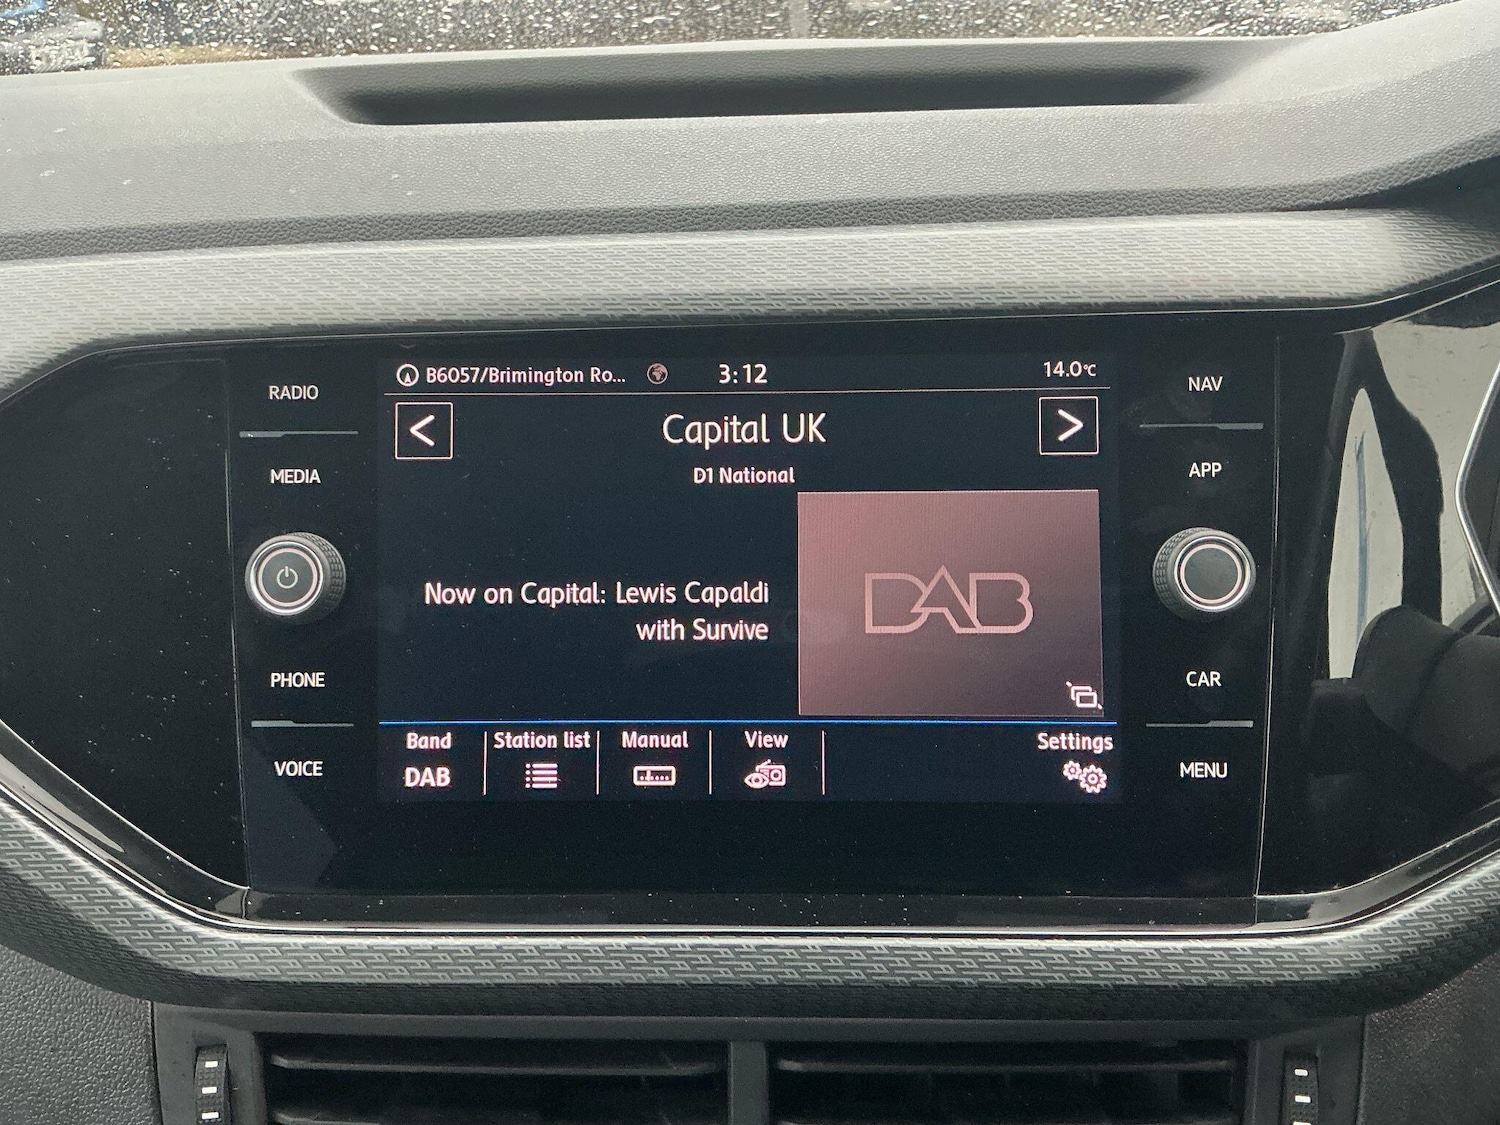 RADIO
MEDIA
PHONE
VOICE
B6057/Brimington Ro... 3:12 14.0°C
< Capital UK >
D1 National
Now on Capital: Lewis Capaldi
with Survive
DAB
Band Station list Manual View Settings
DAB
NAV
APP
CAR
MENU